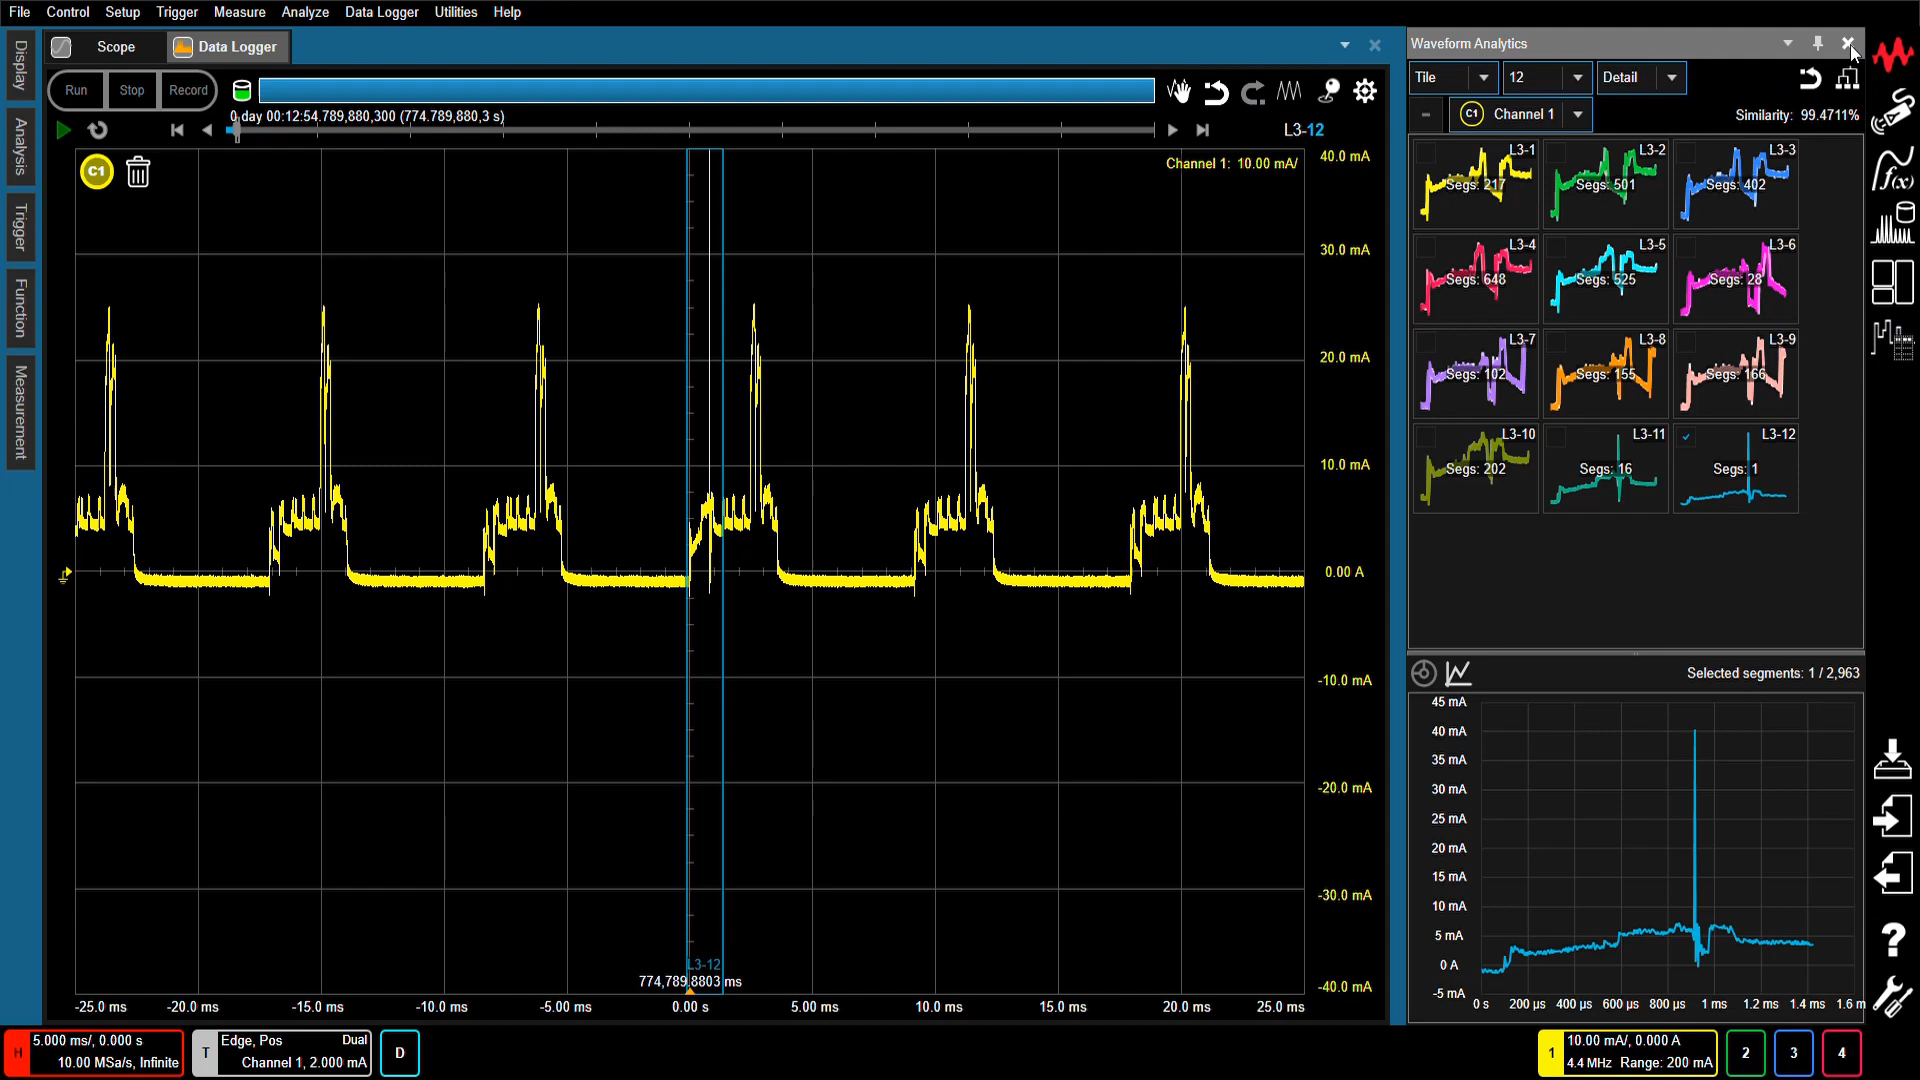 File Control Setup Trigger Measure Analyze Data Logger Utilities Help
Display
Analysis
Trigger
Function
Measurement
Scope
Data Logger
Run Stop Record
0 day 00:12:54.789,880,300 (774.789,880,3 s)
L3-12
C1
Channel 1: 10.00 mA/
40.0 mA
30.0 mA
20.0 mA
10.0 mA
0.00 A
-10.0 mA
-20.0 mA
-30.0 mA
-40.0 mA
L3-12
774,789.8803 ms
-25.0 ms -20.0 ms -15.0 ms -10.0 ms -5.00 ms 0.00 s 5.00 ms 10.0 ms 15.0 ms 20.0 ms 25.0 ms
Waveform Analytics
Tile 12 Detail
C1 Channel 1 Similarity: 99.4711%
L3-1 L3-2 L3-3
Segs: 217 Segs: 501 Segs: 402
L3-4 L3-5 L3-6
Segs: 648 Segs: 525 Segs: 28
L3-7 L3-8 L3-9
Segs: 102 Segs: 155 Segs: 166
L3-10 L3-11 L3-12
Segs: 202 Segs: 16 Segs: 1
Selected segments: 1 / 2,963
45 mA
40 mA
35 mA
30 mA
25 mA
20 mA
15 mA
10 mA
5 mA
0 A
-5 mA
0 s 200 µs 400 µs 600 µs 800 µs 1 ms 1.2 ms 1.4 ms 1.6 m
f(x)
?
H
5.000 ms/, 0.000 s
10.00 MSa/s, Infinite
T
Edge, Pos Dual
Channel 1, 2.000 mA
D
1
10.00 mA/, 0.000 A
4.4 MHz Range: 200 mA
2
3
4